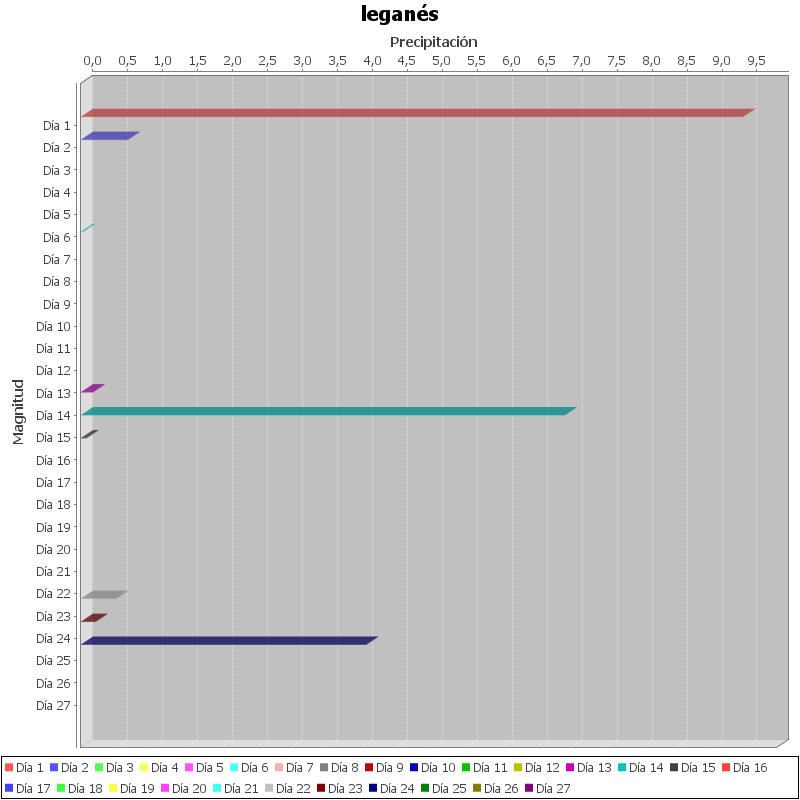 leganés
Precipitación
0,0 0,5 1,0 1,5 2,0 2,5 3,0 3,5 4,0 4,5 5,0 5,5 6,0 6,5 7,0 7,5 8,0 8,5 9,0 9,5
Magnitud
Día 1
Día 2
Día 3
Día 4
Día 5
Día 6
Día 7
Día 8
Día 9
Día 10
Día 11
Día 12
Día 13
Día 14
Día 15
Día 16
Día 17
Día 18
Día 19
Día 20
Día 21
Día 22
Día 23
Día 24
Día 25
Día 26
Día 27
Día 1 Día 2 Día 3 Día 4 Día 5 Día 6 Día 7 Día 8 Día 9 Día 10 Día 11 Día 12 Día 13 Día 14 Día 15 Día 16
Día 17 Día 18 Día 19 Día 20 Día 21 Día 22 Día 23 Día 24 Día 25 Día 26 Día 27